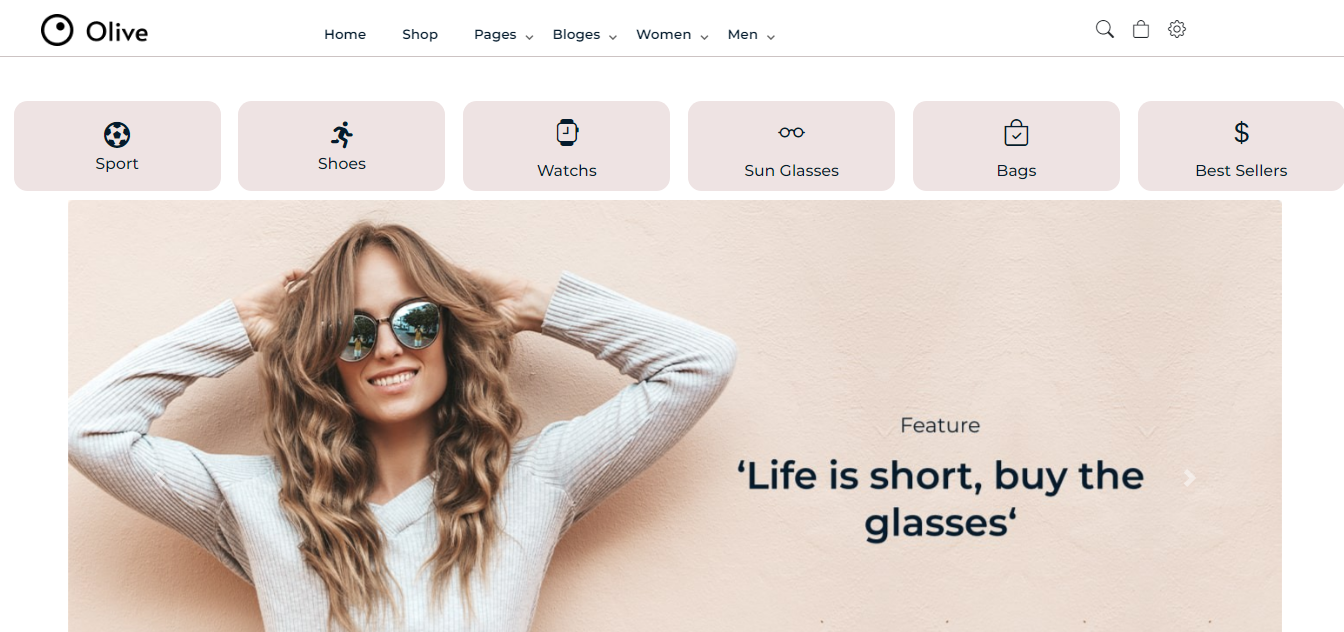 Olive
Home Shop Pages Bloges Women Men
Sport Shoes Watchs Sun Glasses Bags Best Sellers
Feature
‘Life is short, buy the
glasses‘